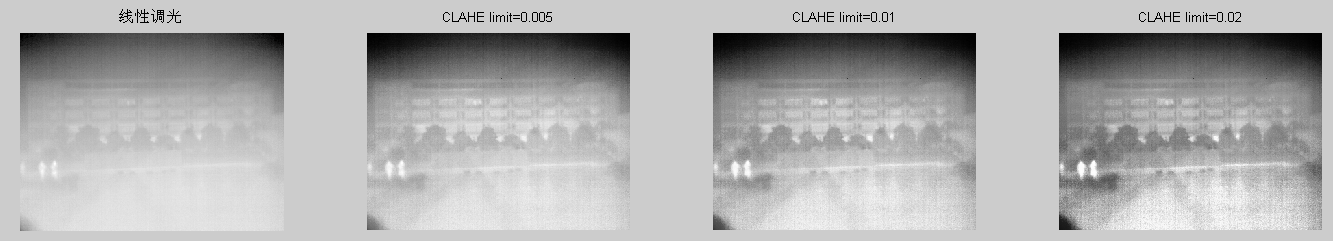 线性调光
CLAHE limit=0.005
CLAHE limit=0.01
CLAHE limit=0.02